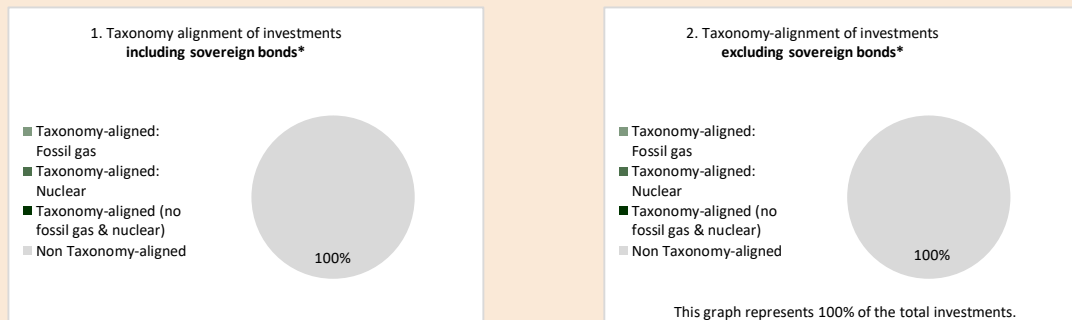 1. Taxonomy alignment of investments
including sovereign bonds*
Taxonomy-aligned:
Fossil gas
Taxonomy-aligned:
Nuclear
Taxonomy-aligned (no
fossil gas & nuclear)
Non Taxonomy-aligned
100%
2. Taxonomy-alignment of investments
excluding sovereign bonds*
Taxonomy-aligned:
Fossil gas
Taxonomy-aligned:
Nuclear
Taxonomy-aligned (no
fossil gas & nuclear)
Non Taxonomy-aligned
100%
This graph represents 100% of the total investments.